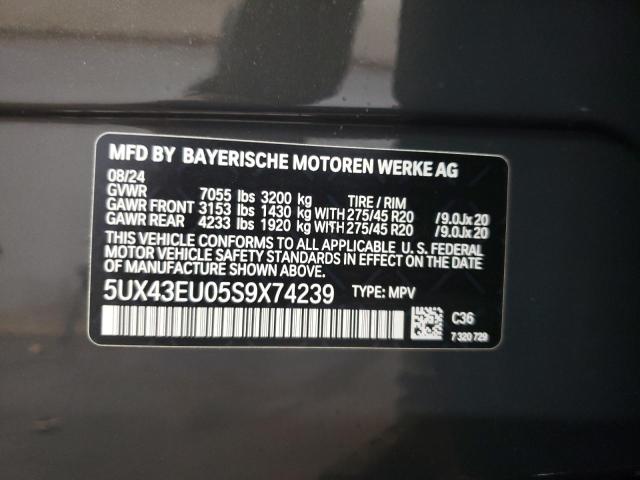 MFD BY BAYERISCHE MOTOREN WERKE AG
08/24
GVWR 7055 lbs 3200 kg TIRE / RIM
GAWR FRONT 3153 lbs 1430 kg WITH 275/45 R20 /9.0Jx20
GAWR REAR 4233 lbs 1920 kg WITH 275/45 R20 /9.0Jx20
THIS VEHICLE CONFORMS TO ALL APPLICABLE U.S. FEDERAL
MOTOR VEHICLE SAFETY STANDARDS IN EFFECT ON THE DATE
OF MANUFACTURE SHOWN ABOVE.
5UX43EU05S9X74239 TYPE: MPV
C36
7 320 729